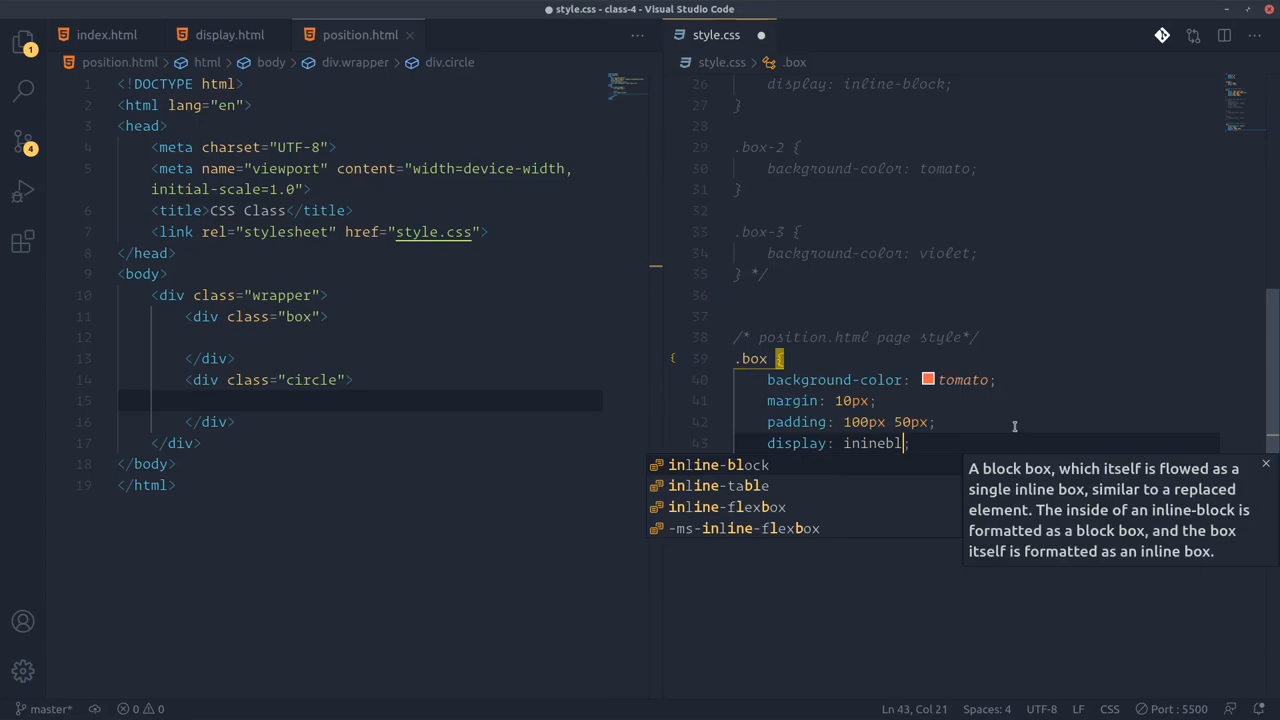 ● style.css - class-4 - Visual Studio Code
index.html
display.html
position.html
style.css
position.html > html > body > div.wrapper > div.circle
style.css > .box
1 <!DOCTYPE html>
2 <html lang="en">
3 <head>
4 <meta charset="UTF-8">
5 <meta name="viewport" content="width=device-width,
initial-scale=1.0">
6 <title>CSS Class</title>
7 <link rel="stylesheet" href="style.css">
8 </head>
9 <body>
10 <div class="wrapper">
11 <div class="box">
12
13 </div>
14 <div class="circle">
15
16 </div>
17 </div>
18 </body>
19 </html>
26 display: inline-block;
27 }
28
29 .box-2 {
30 background-color: tomato;
31 }
32
33 .box-3 {
34 background-color: violet;
35 } */
36
37
38 /* position.html page style*/
39 .box {
40 background-color: tomato;
41 margin: 10px;
42 padding: 100px 50px;
43 display: ininebl;
inline-block
inline-table
inline-flexbox
-ms-inline-flexbox
A block box, which itself is flowed as a
single inline box, similar to a replaced
element. The inside of an inline-block is
formatted as a block box, and the box
itself is formatted as an inline box.
1
4
master*
0 0
Ln 43, Col 21
Spaces: 4
UTF-8
LF
CSS
Port : 5500